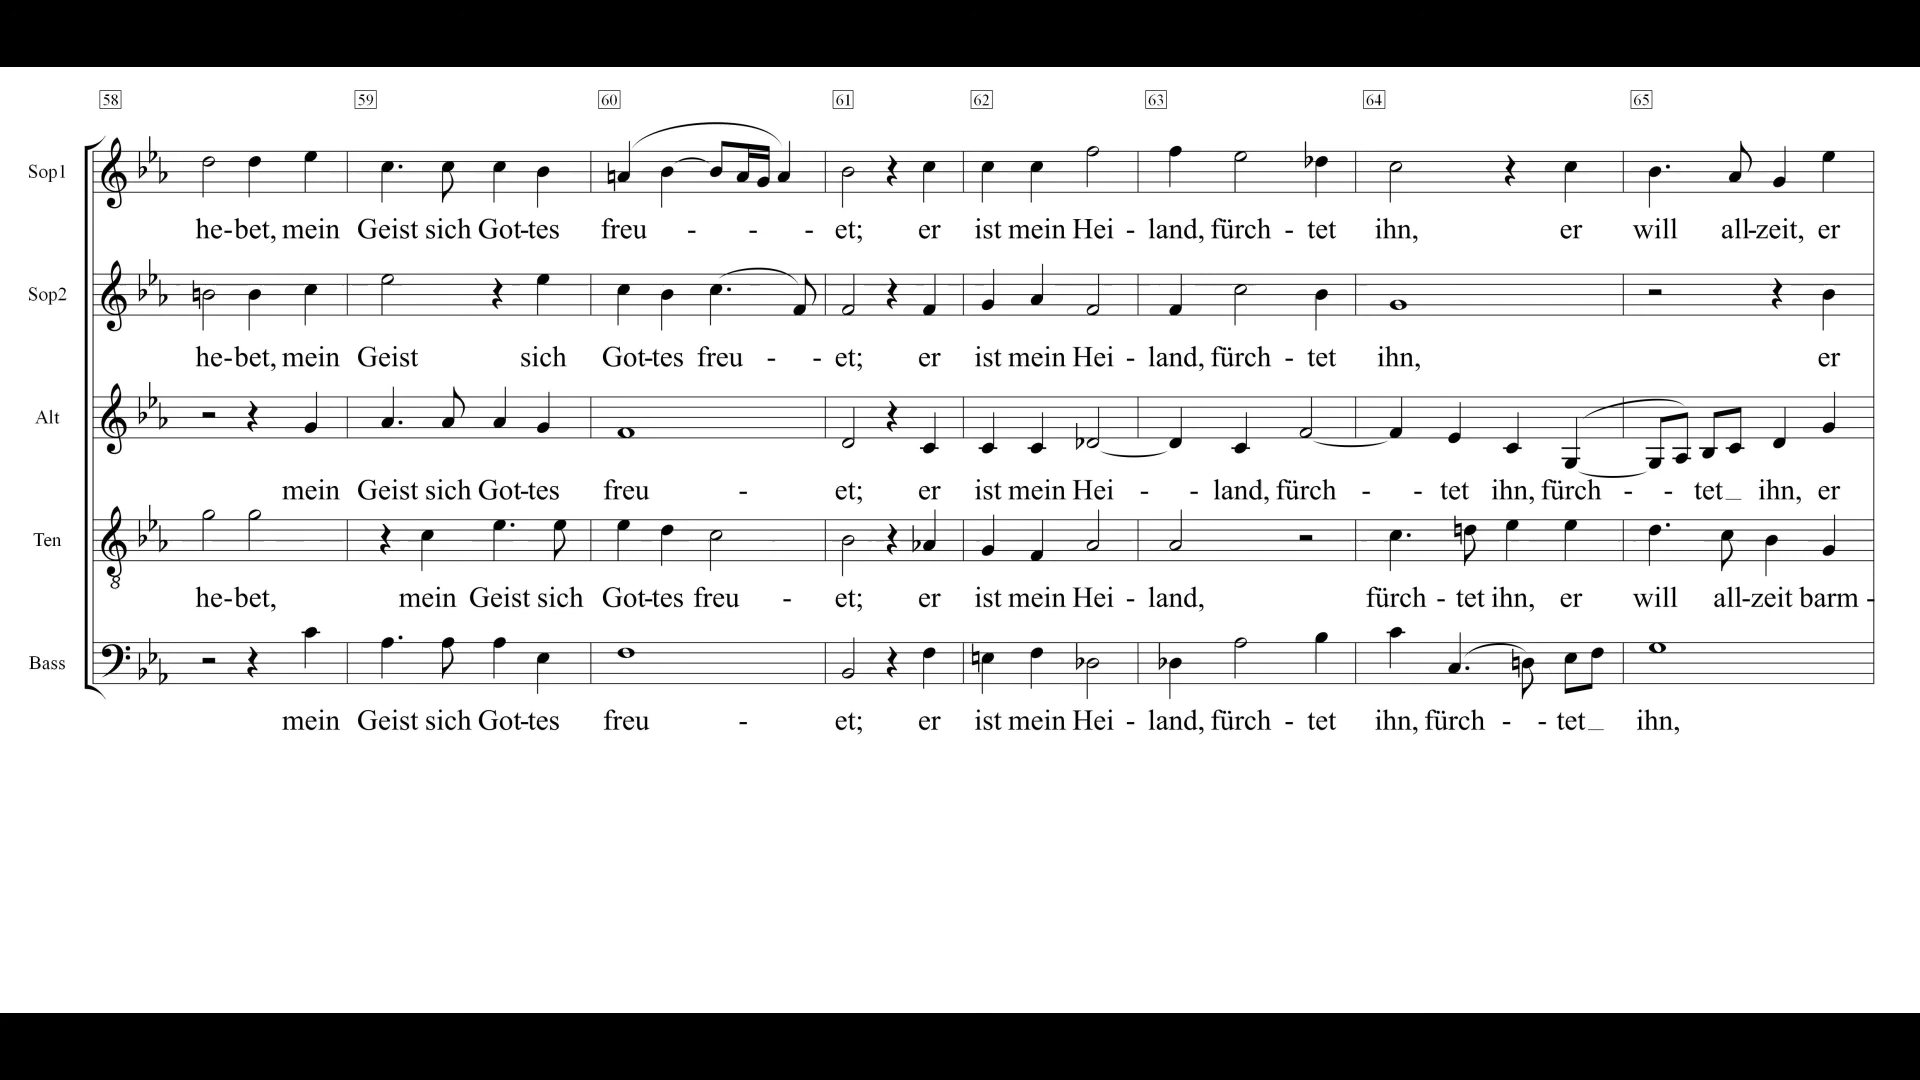 58 59 60 61 62 63 64 65
Sop1
he-bet, mein Geist sich Got-tes freu - - - et; er ist mein Hei - land, fürch - tet ihn, er will all-zeit, er
Sop2
he-bet, mein Geist sich Got-tes freu - - et; er ist mein Hei - land, fürch - tet ihn, er
Alt
mein Geist sich Got-tes freu - et; er ist mein Hei - - land, fürch - - tet ihn, fürch - - tet_ ihn, er
Ten
8
he-bet, mein Geist sich Got-tes freu - et; er ist mein Hei - land, fürch - tet ihn, er will all-zeit barm -
Bass
mein Geist sich Got-tes freu - et; er ist mein Hei - land, fürch - tet ihn, fürch - - tet_ ihn,